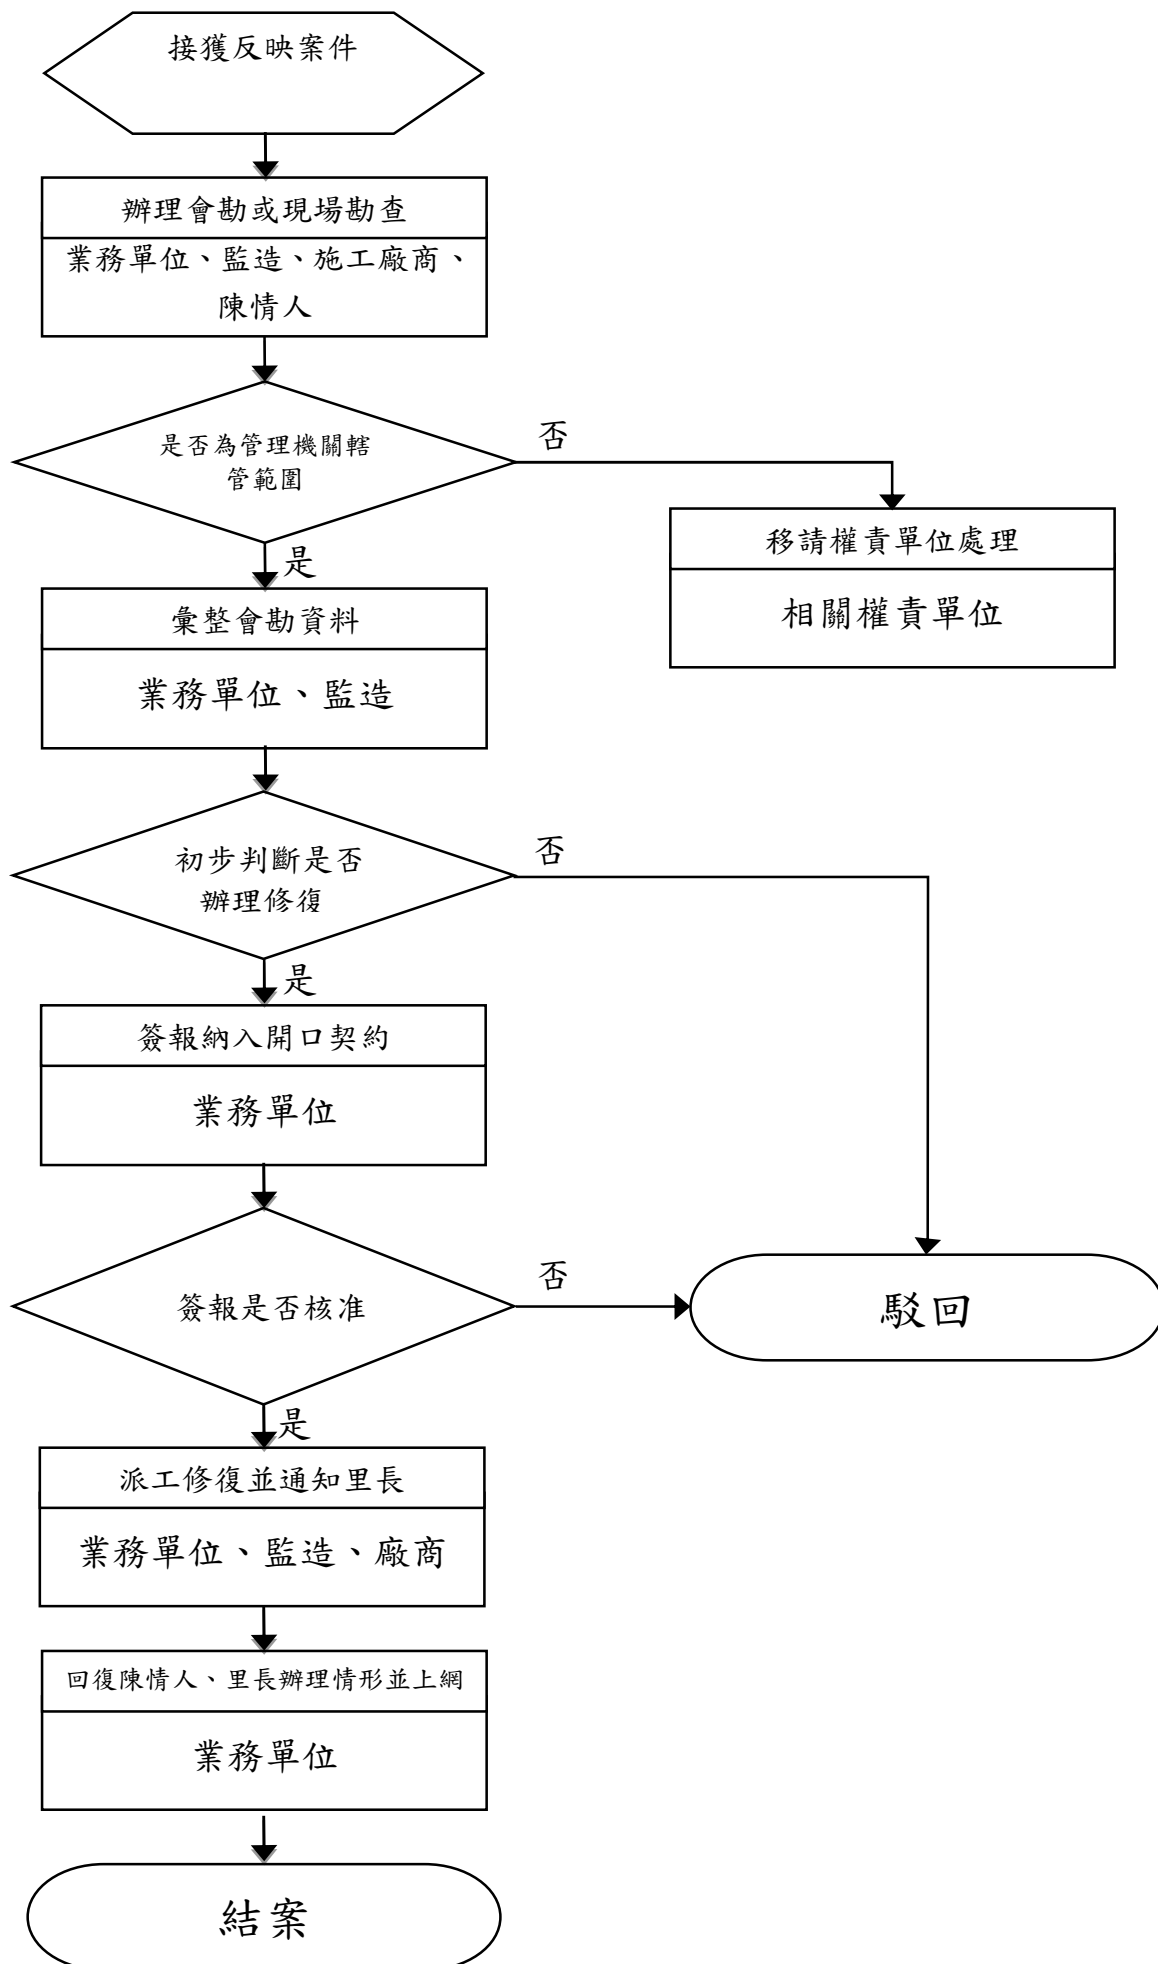 接獲反映案件
辦理會勘或現場勘查
業務單位、監造、施工廠商、
陳情人
是否為管理機關轄
管範圍
否
移請權責單位處理
相關權責單位
是
彙整會勘資料
業務單位、監造
初步判斷是否
辦理修復
否
是
簽報納入開口契約
業務單位
簽報是否核准
否
駁回
是
派工修復並通知里長
業務單位、監造、廠商
回復陳情人、里長辦理情形並上網
業務單位
結案